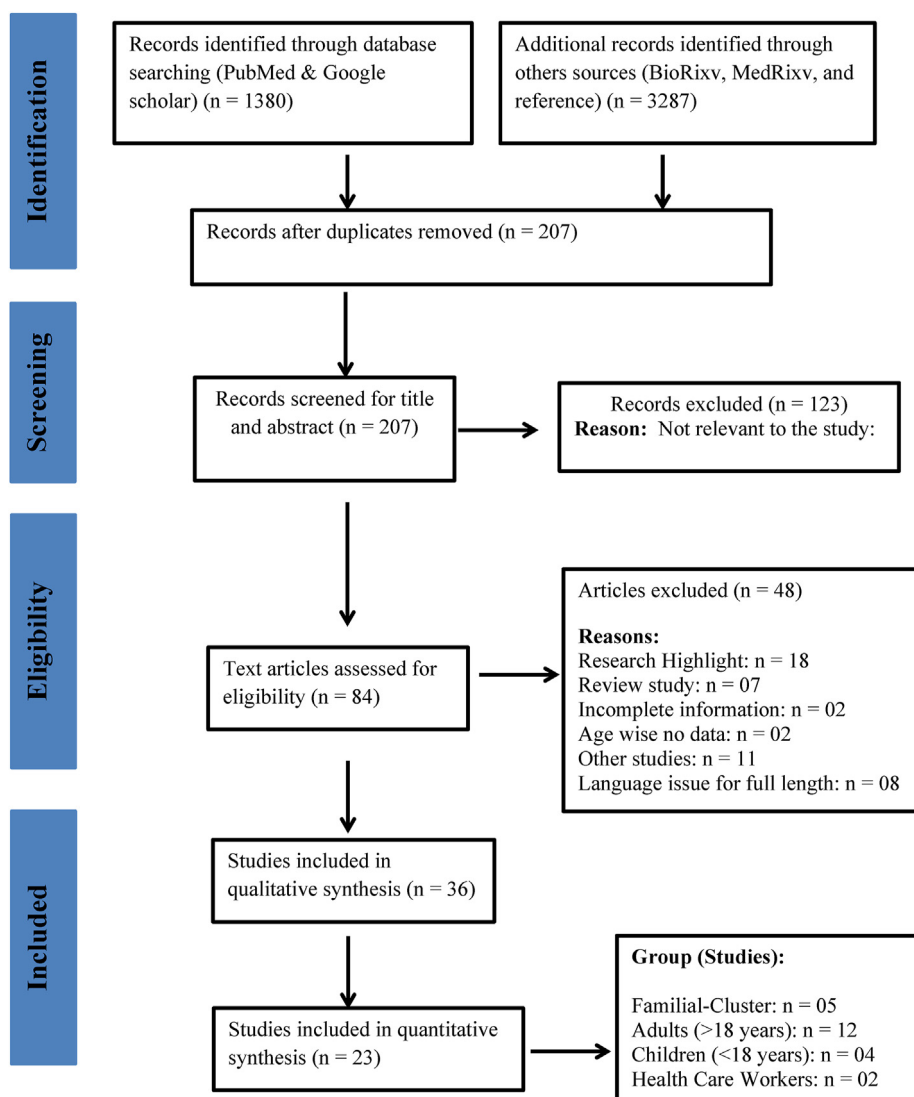 Identification
Records identified through database
searching (PubMed & Google
scholar) (n = 1380)
Additional records identified through
others sources (BioRixv, MedRixv, and
reference) (n = 3287)
Records after duplicates removed (n = 207)
Screening
Records screened for title
and abstract (n = 207)
Records excluded (n = 123)
Reason: Not relevant to the study:
Eligibility
Text articles assessed for
eligibility (n = 84)
Articles excluded (n = 48)
Reasons:
Research Highlight: n = 18
Review study: n = 07
Incomplete information: n = 02
Age wise no data: n = 02
Other studies: n = 11
Language issue for full length: n = 08
Included
Studies included in
qualitative synthesis (n = 36)
Studies included in quantitative
synthesis (n = 23)
Group (Studies):
Familial-Cluster: n = 05
Adults (>18 years): n = 12
Children (<18 years): n = 04
Health Care Workers: n = 02